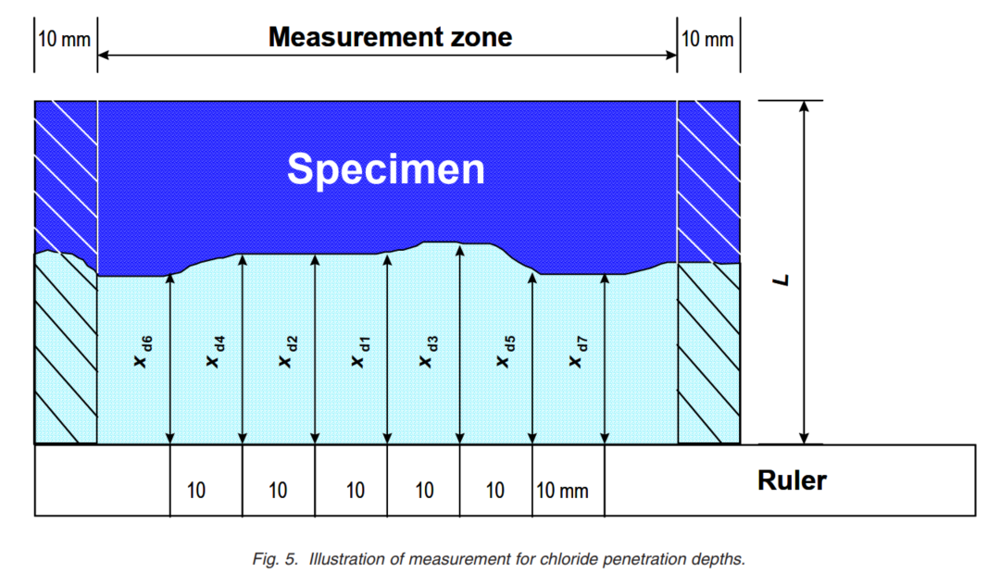 10 mm
Measurement zone
10 mm
Specimen
L
x d6
x d4
x d2
x d1
x d3
x d5
x d7
10
10
10
10
10
10 mm
Ruler
Fig. 5. Illustration of measurement for chloride penetration depths.